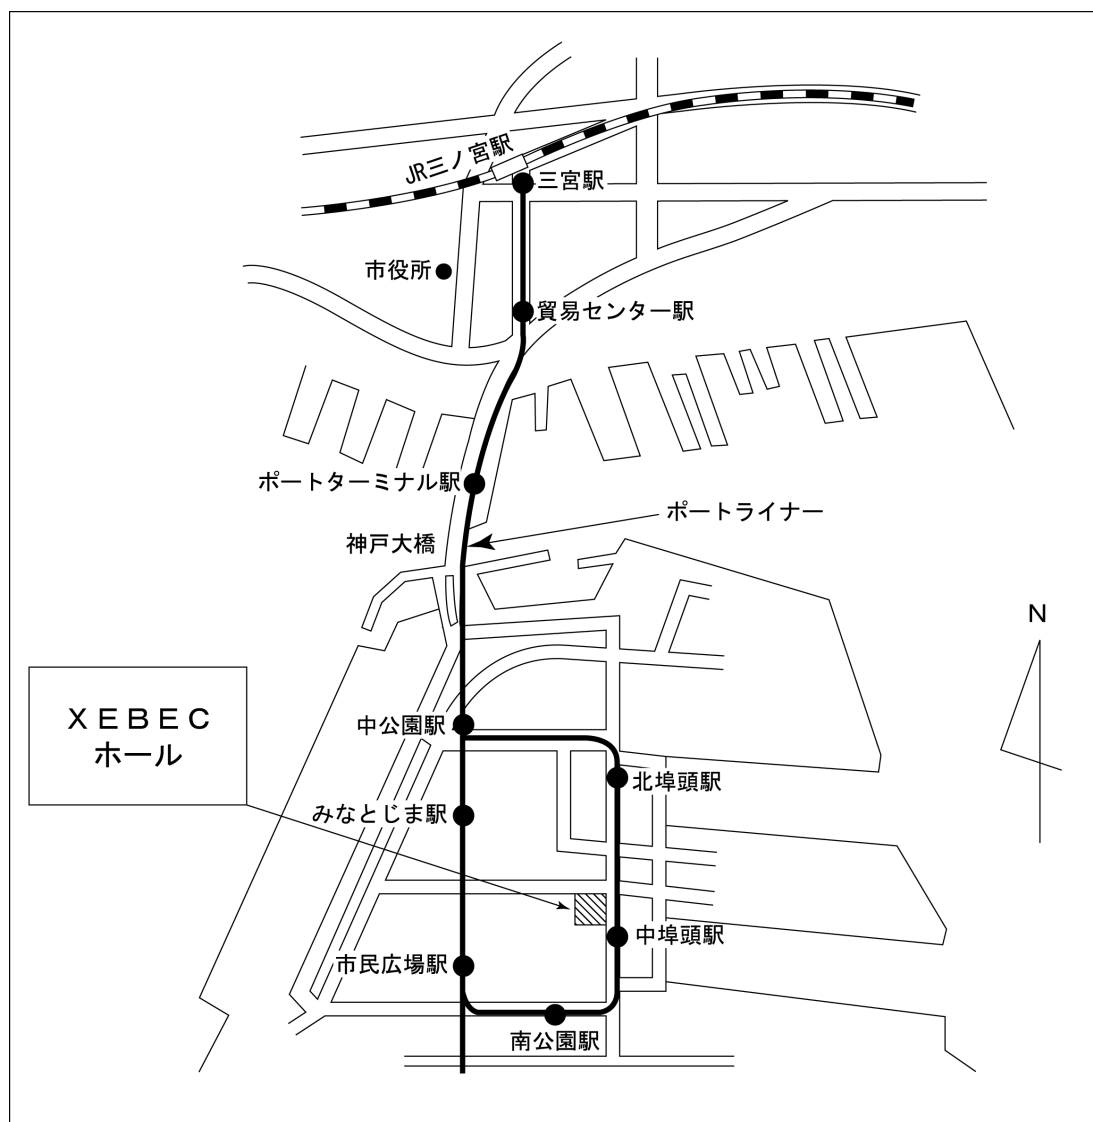 JR三ノ宮駅
三宮駅
市役所
貿易センター駅
ポートターミナル駅
ポートライナー
神戸大橋
N
XEBEC
ホール
中公園駅
北埠頭駅
みなとじま駅
中埠頭駅
市民広場駅
南公園駅